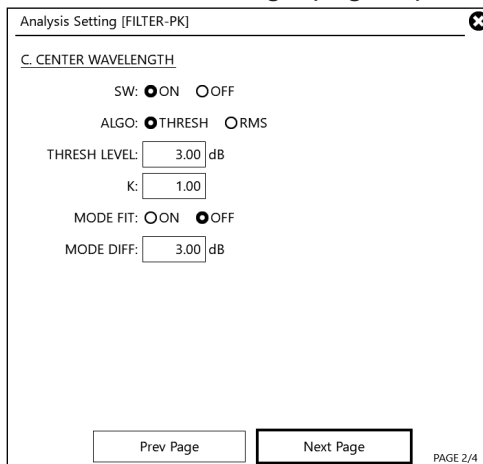 Analysis Setting [FILTER-PK]
C. CENTER WAVELENGTH
SW: ON OFF
ALGO: THRESH RMS
THRESH LEVEL: 3.00 dB
K: 1.00
MODE FIT: ON OFF
MODE DIFF: 3.00 dB
Prev Page Next Page PAGE 2/4